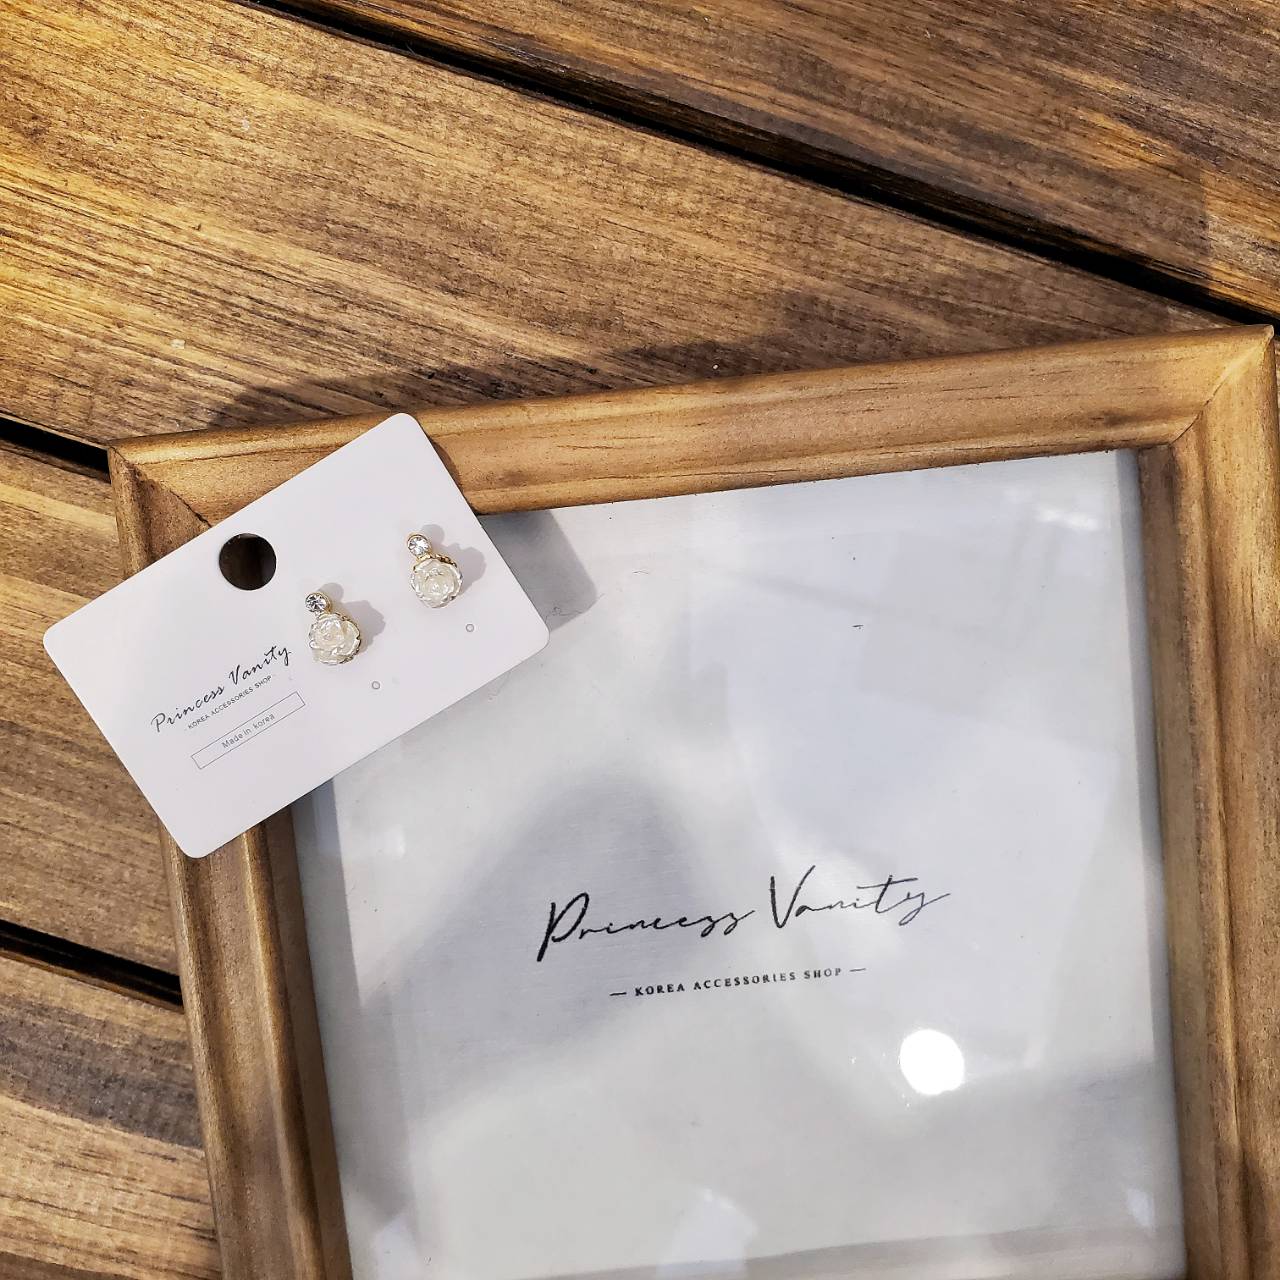 Princess Vanity
- KOREA ACCESSORIES SHOP -
Made in korea
Princess Vanity
— KOREA ACCESSORIES SHOP —